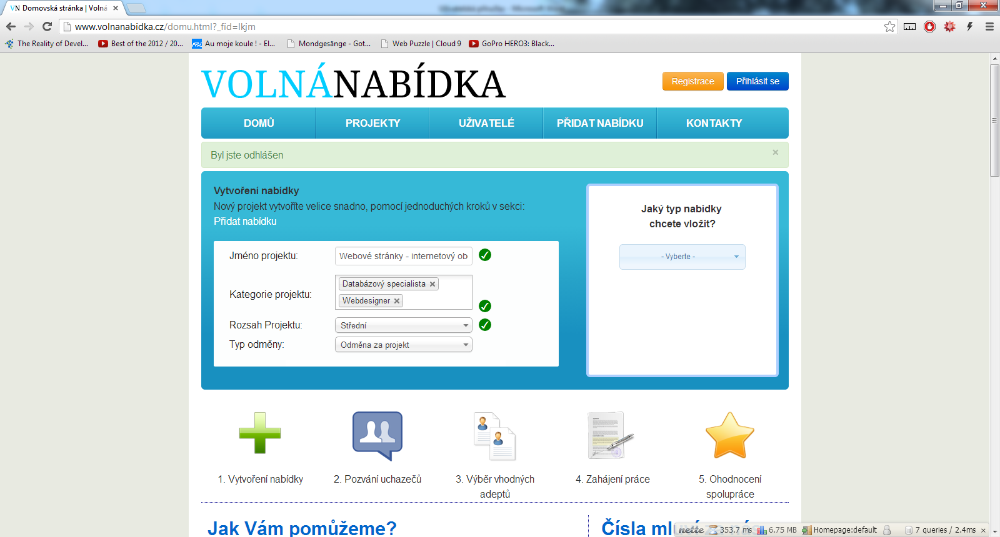 VN Domovská stránka | Volná
www.volnanabidka.cz/domu.html?_fid=lkjm
The Reality of Devel...
Best of the 2012 / 20...
Au moje koule ! - El...
Mondgesänge - Got...
Web Puzzle | Cloud 9
GoPro HERO3: Black...
VOLNÁNABÍDKA
Registrace
Přihlásit se
DOMŮ
PROJEKTY
UŽIVATELÉ
PŘIDAT NABÍDKU
KONTAKTY
Byl jste odhlášen
Vytvoření nabídky
Nový projekt vytvoříte velice snadno, pomocí jednoduchých kroků v sekci:
Přidat nabídku
Jméno projektu:
Webové stránky - internetový ob
Kategorie projektu:
Databázový specialista
Webdesigner
Rozsah Projektu:
Střední
Typ odměny:
Odměna za projekt
Jaký typ nabídky
chcete vložit?
- Vyberte -
1. Vytvoření nabídky
2. Pozvání uchazečů
3. Výběr vhodných
adeptů
4. Zahájení práce
5. Ohodnocení
spolupráce
Jak Vám pomůžeme?
Čísla mluví za nás
nette 353.7 ms 6.75 MB Homepage:default 7 queries / 2.4ms